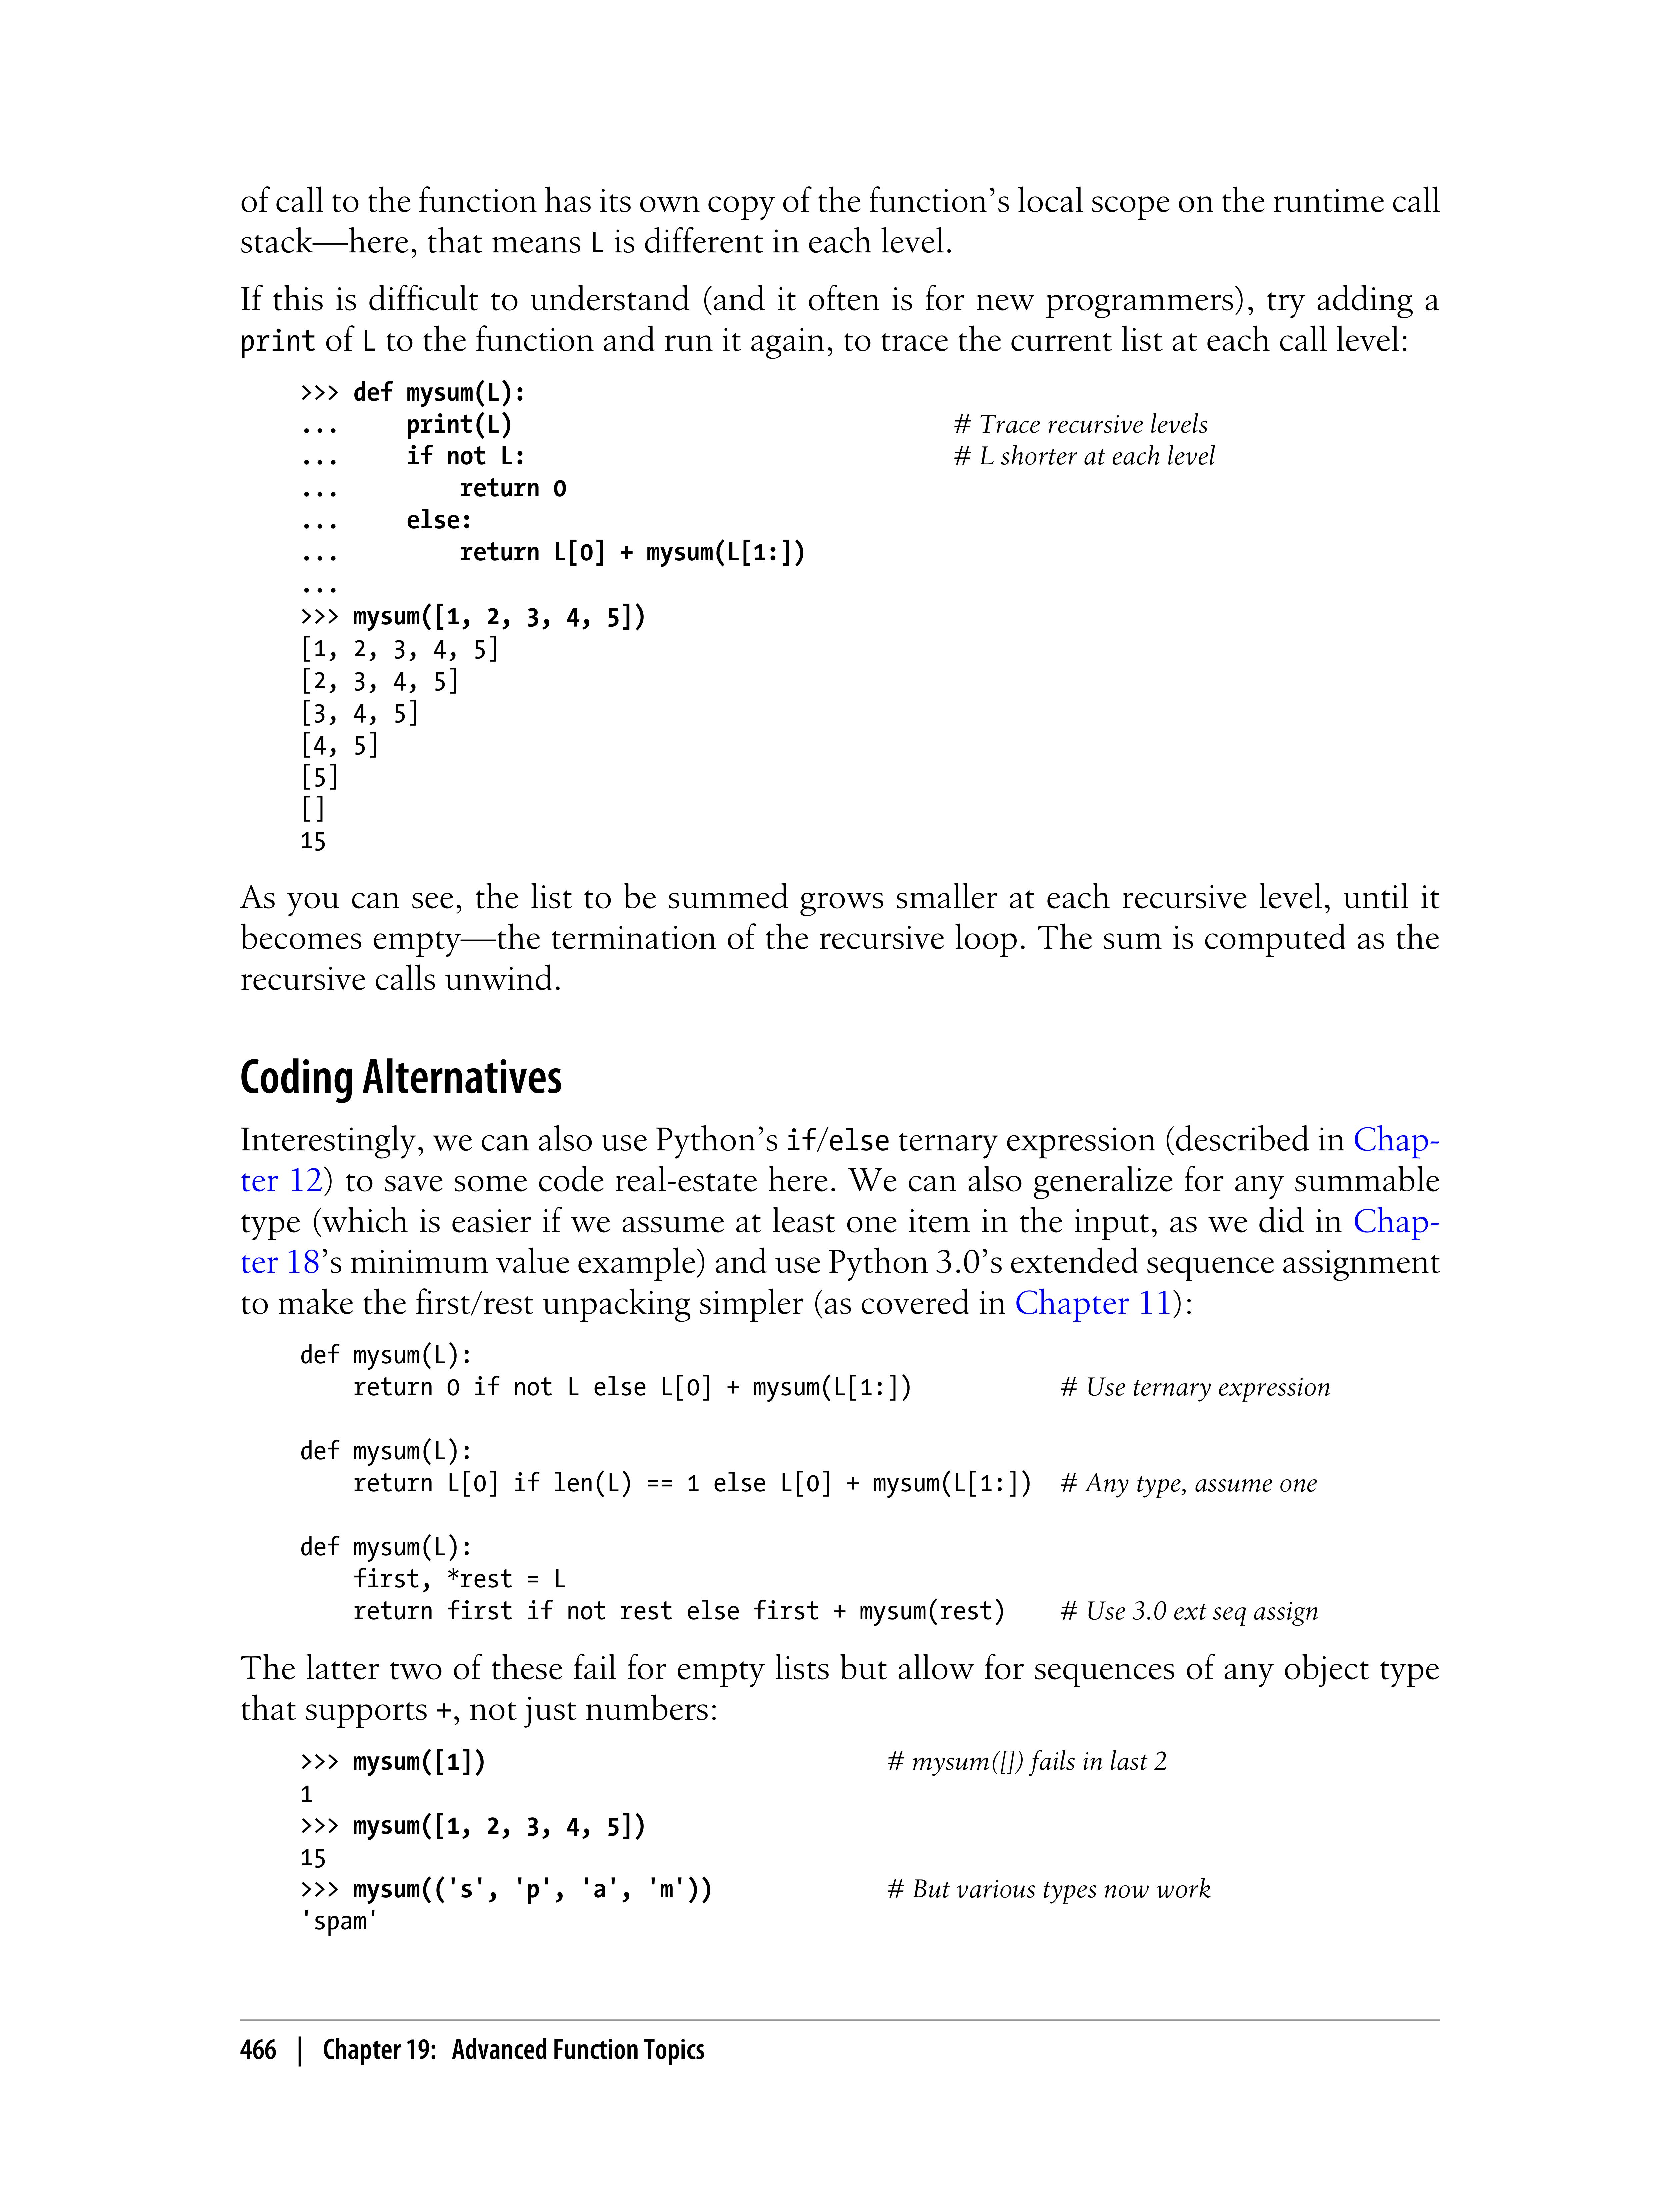 of call to the function has its own copy of the function’s local scope on the runtime call
stack—here, that means L is different in each level.
If this is difficult to understand (and it often is for new programmers), try adding a
print of L to the function and run it again, to trace the current list at each call level:
>>> def mysum(L):
...     print(L)                                 # Trace recursive levels
...     if not L:                                # L shorter at each level
...         return 0
...     else:
...         return L[0] + mysum(L[1:])
...
>>> mysum([1, 2, 3, 4, 5])
[1, 2, 3, 4, 5]
[2, 3, 4, 5]
[3, 4, 5]
[4, 5]
[5]
[]
15
As you can see, the list to be summed grows smaller at each recursive level, until it
becomes empty—the termination of the recursive loop. The sum is computed as the
recursive calls unwind.
Coding Alternatives
Interestingly, we can also use Python’s if/else ternary expression (described in Chap-
ter 12) to save some code real-estate here. We can also generalize for any summable
type (which is easier if we assume at least one item in the input, as we did in Chap-
ter 18’s minimum value example) and use Python 3.0’s extended sequence assignment
to make the first/rest unpacking simpler (as covered in Chapter 11):
def mysum(L):
    return 0 if not L else L[0] + mysum(L[1:])           # Use ternary expression
def mysum(L):
    return L[0] if len(L) == 1 else L[0] + mysum(L[1:])  # Any type, assume one
def mysum(L):
    first, *rest = L
    return first if not rest else first + mysum(rest)    # Use 3.0 ext seq assign
The latter two of these fail for empty lists but allow for sequences of any object type
that supports +, not just numbers:
>>> mysum([1])                              # mysum([]) fails in last 2
1
>>> mysum([1, 2, 3, 4, 5])
15
>>> mysum(('s', 'p', 'a', 'm'))             # But various types now work
'spam'
466 | Chapter 19: Advanced Function Topics